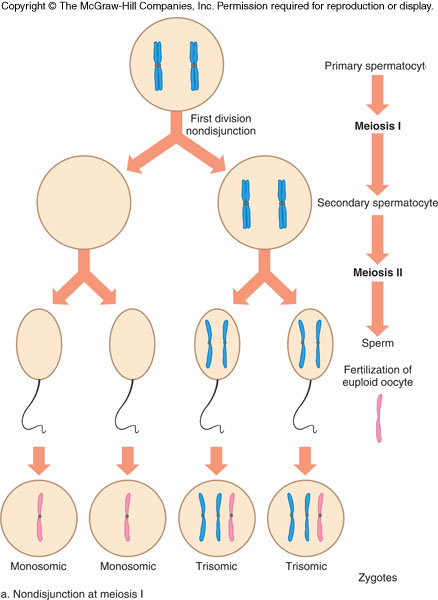 Copyright © The McGraw-Hill Companies, Inc. Permission required for reproduction or display.
Primary spermatocyte
First division
nondisjunction
Meiosis I
Secondary spermatocyte
Meiosis II
Sperm
Fertilization of
euploid oocyte
Monosomic
Monosomic
Trisomic
Trisomic
Zygotes
a. Nondisjunction at meiosis I